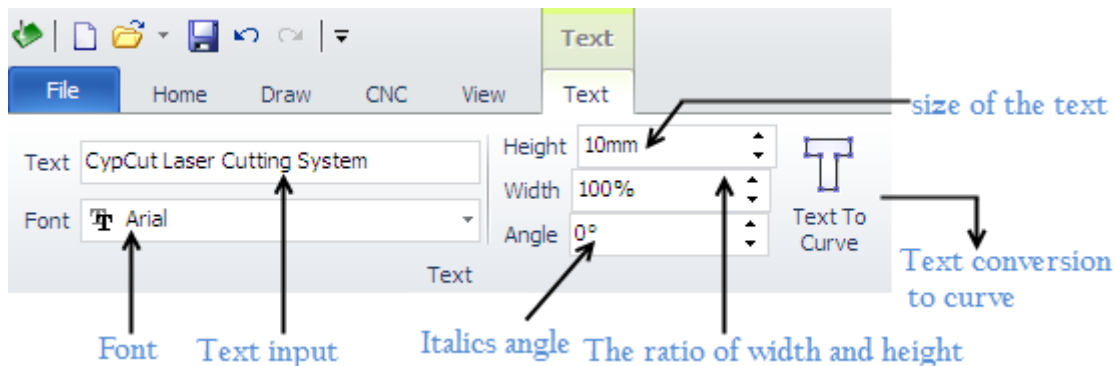 Text
File Home Draw CNC View Text
size of the text
Text CypCut Laser Cutting System
Height 10mm
Width 100%
Font Arial
Angle 0°
Text To
Curve
Text
Text conversion
to curve
Font Text input Italics angle The ratio of width and height